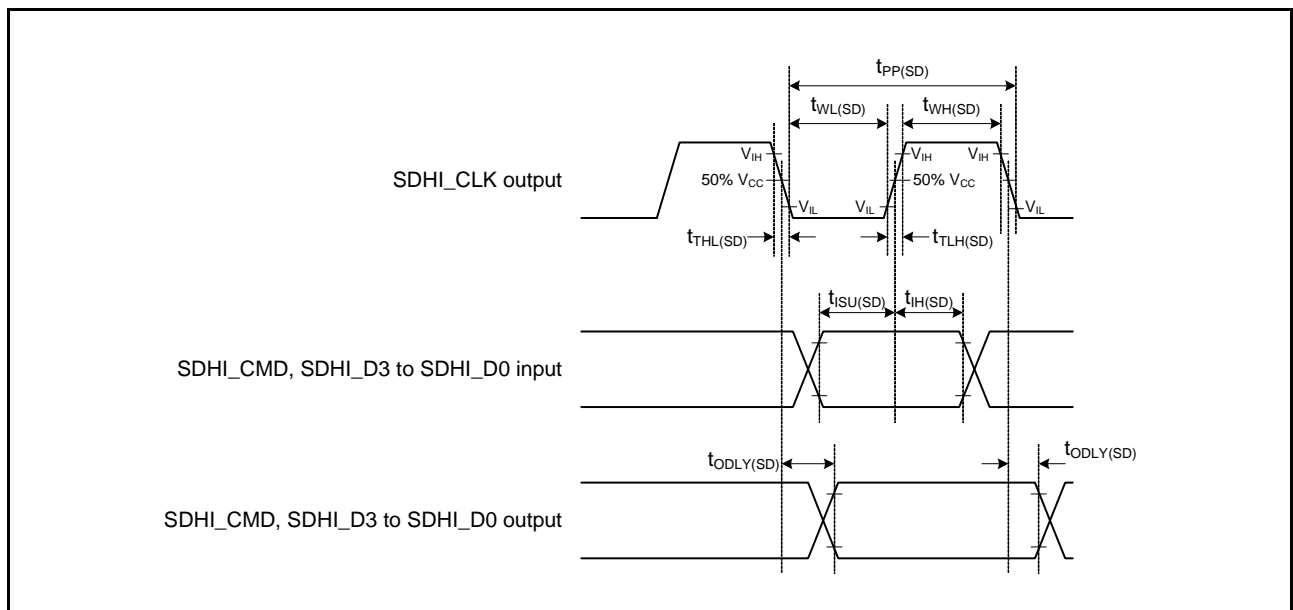 tPP(SD)
tWL(SD) tWH(SD)
VIH VIH VIH
SDHI_CLK output
50% VCC 50% VCC
VIL VIL VIL
tTHL(SD) tTLH(SD)
tISU(SD) tIH(SD)
SDHI_CMD, SDHI_D3 to SDHI_D0 input
tODLY(SD) tODLY(SD)
SDHI_CMD, SDHI_D3 to SDHI_D0 output